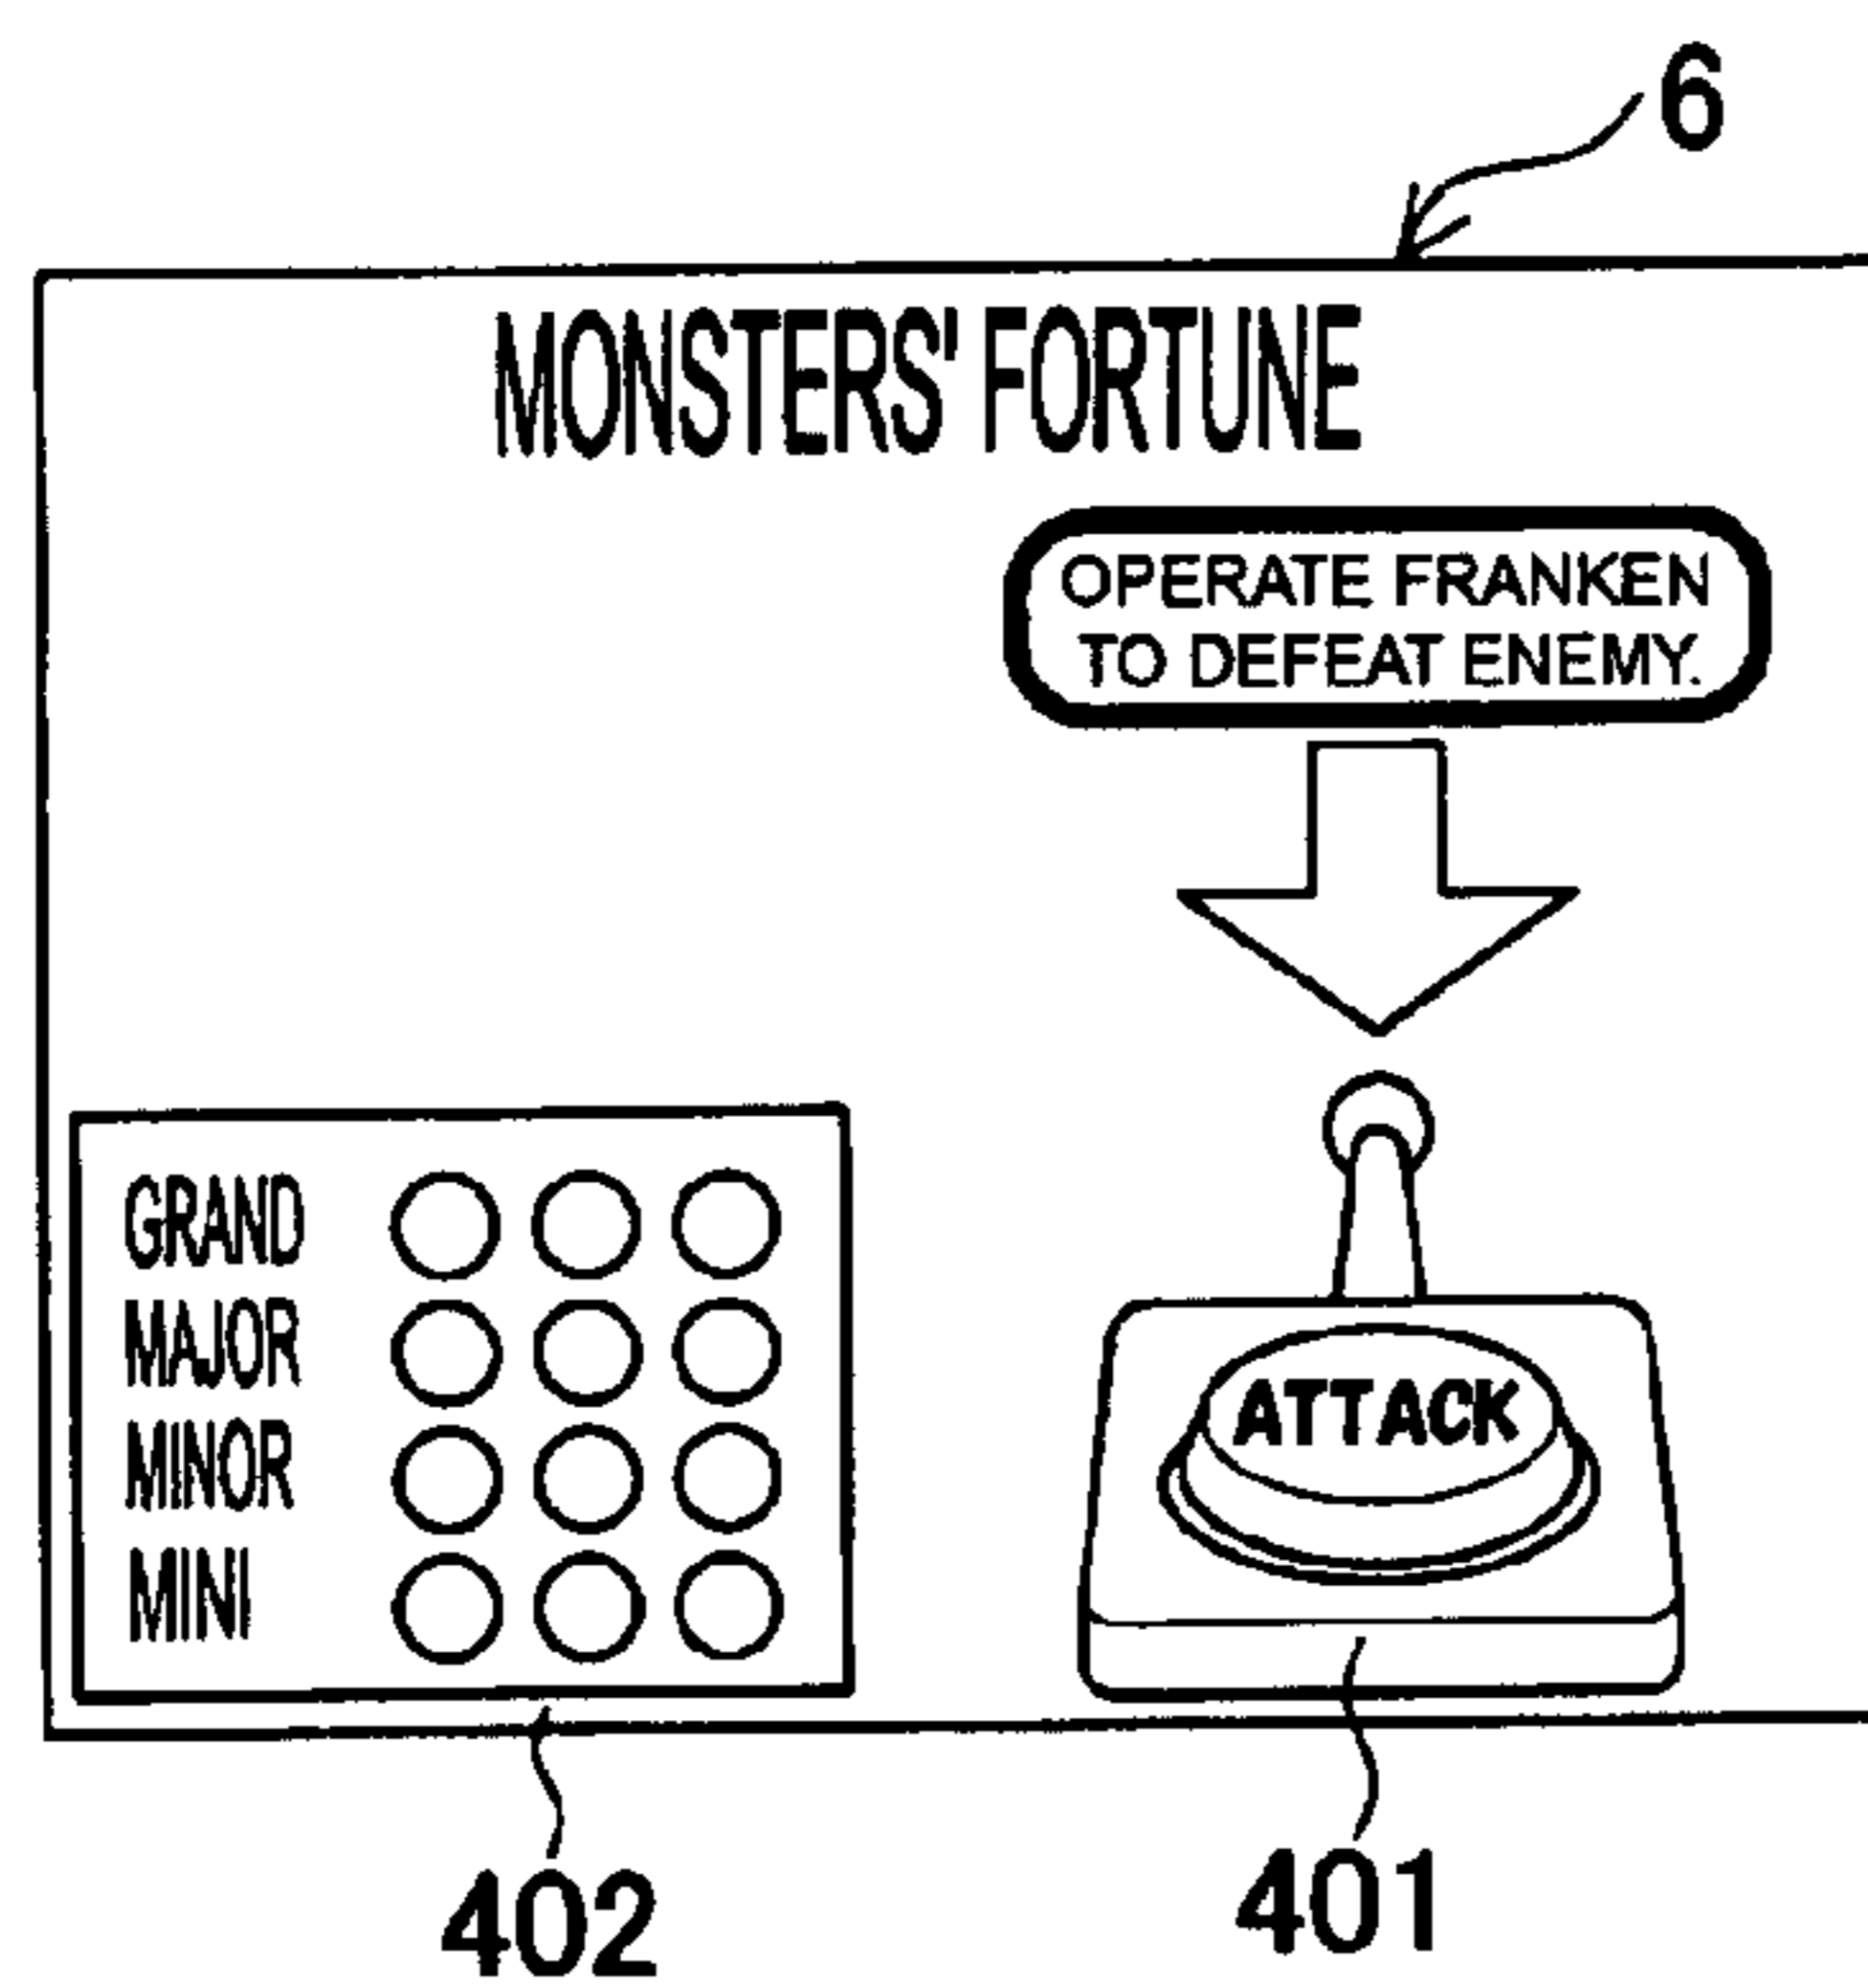 6
MONSTERS' FORTUNE
OPERATE FRANKEN
TO DEFEAT ENEMY.
GRAND
MAJOR
MINOR
MINI
ATTACK
402
401